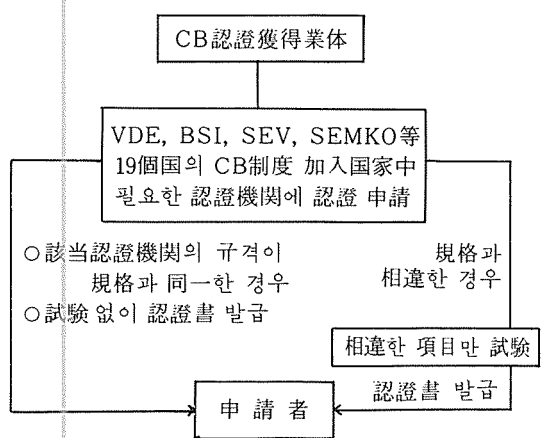 CB認證獲得業体
VDE, BSI, SEV, SEMKO等
19個国의 CB制度 加入国家中
필요한 認證機関에 認證 申請
○該当認證機関의 규격이
規格과 同一한 경우
○試験 없이 認證書 발급
規格과
相違한 경우
相違한 項目만 試験
認證書 발급
申請者